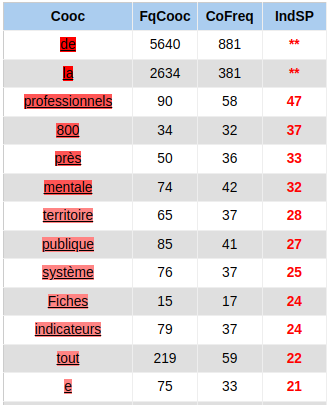 Cooc FqCooc CoFreq IndSP
de 5640 881 **
la 2634 381 **
professionnels 90 58 47
800 34 32 37
près 50 36 33
mentale 74 42 32
territoire 65 37 28
publique 85 41 27
système 76 37 25
Fiches 15 17 24
indicateurs 79 37 24
tout 219 59 22
e 75 33 21